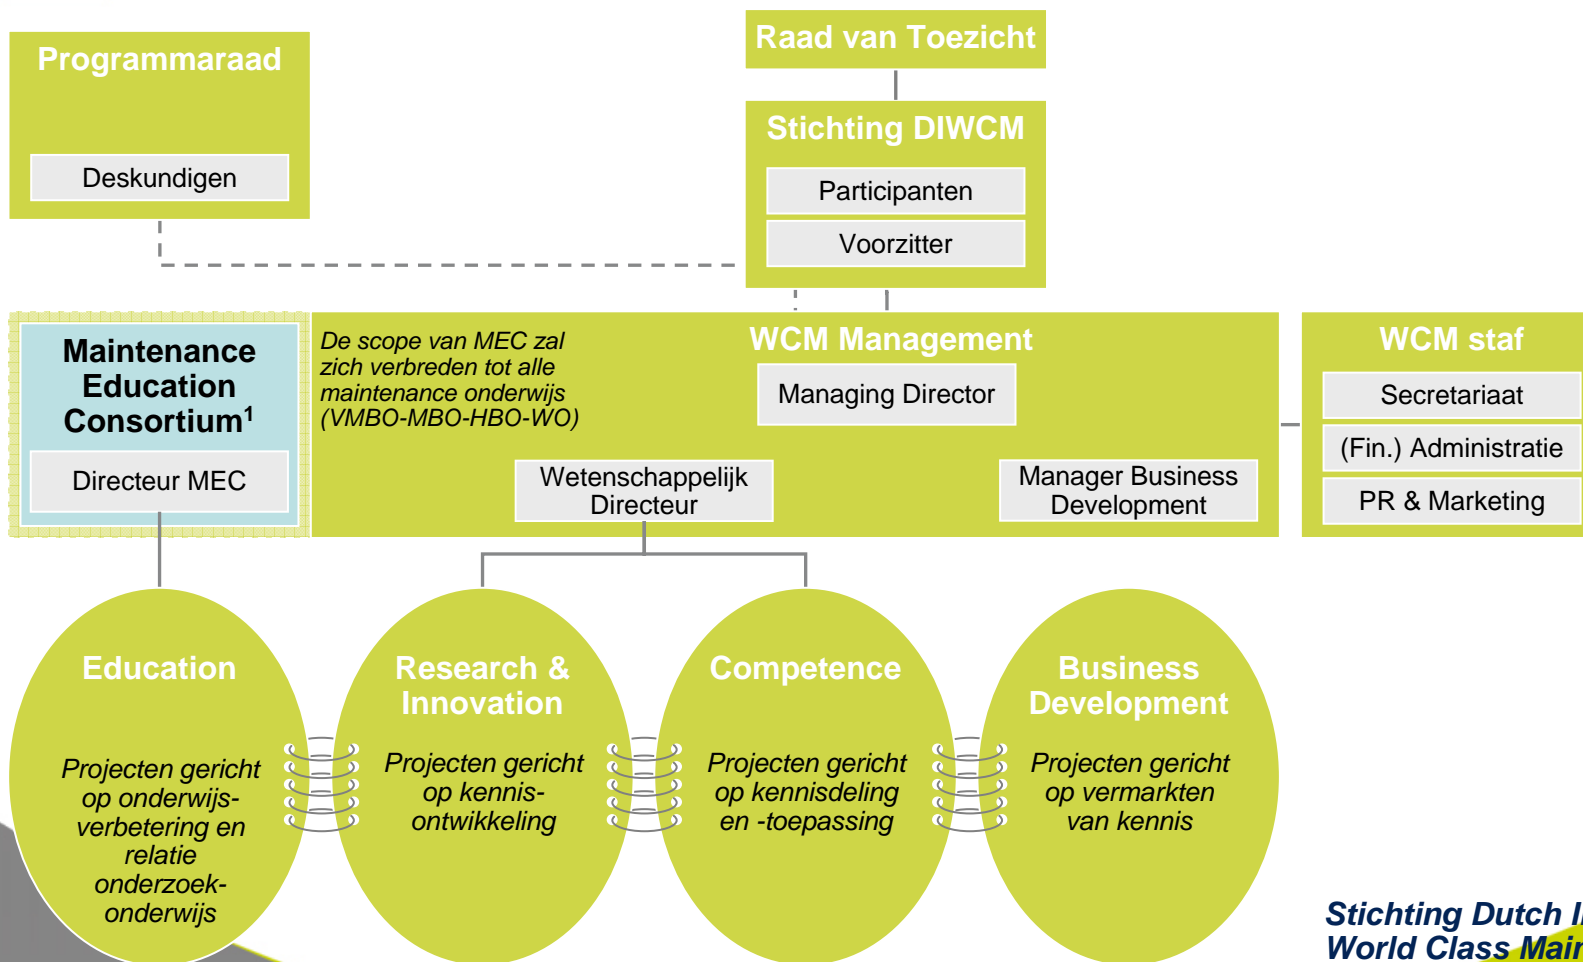 Programmaraad
Deskundigen
Raad van Toezicht
Stichting DIWCM
Participanten
Voorzitter
Maintenance
Education
Consortium¹
Directeur MEC
De scope van MEC zal
zich verbreden tot alle
maintenance onderwijs
(VMBO-MBO-HBO-WO)
WCM Management
Managing Director
Wetenschappelijk
Directeur
Manager Business
Development
WCM staf
Secretariaat
(Fin.) Administratie
PR & Marketing
Education
Projecten gericht
op onderwijs-
verbetering en
relatie
onderzoek-
onderwijs
Research &
Innovation
Projecten gericht
op kennis-
ontwikkeling
Competence
Projecten gericht
op kennisdeling
en -toepassing
Business
Development
Projecten gericht
op vermarkten
van kennis
Stichting Dutch
World Class